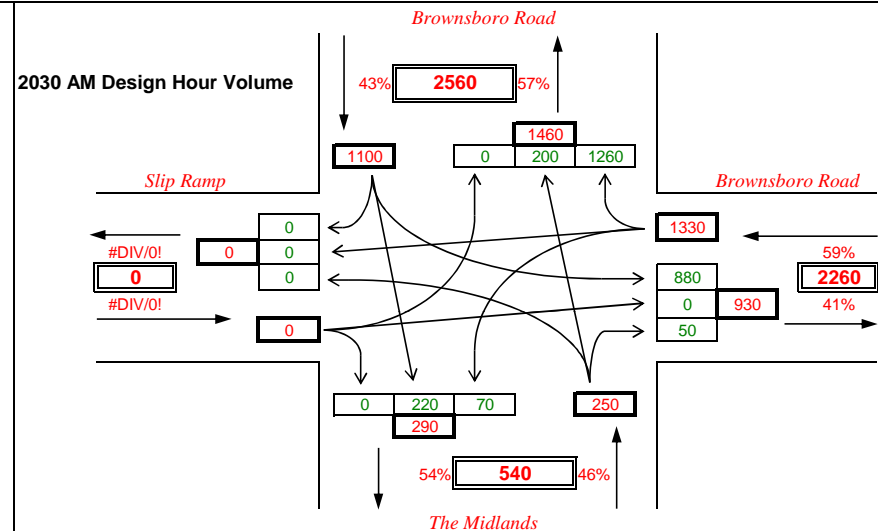 Brownsboro Road
2030 AM Design Hour Volume
43% 2560 57%
1460
1100 0 200 1260
Slip Ramp Brownsboro Road
0 1330
#DIV/0! 0 0 59%
0 0 880 2260
#DIV/0! 0 930 41%
0 50
0 220 70 250
290
54% 540 46%
The Midlands